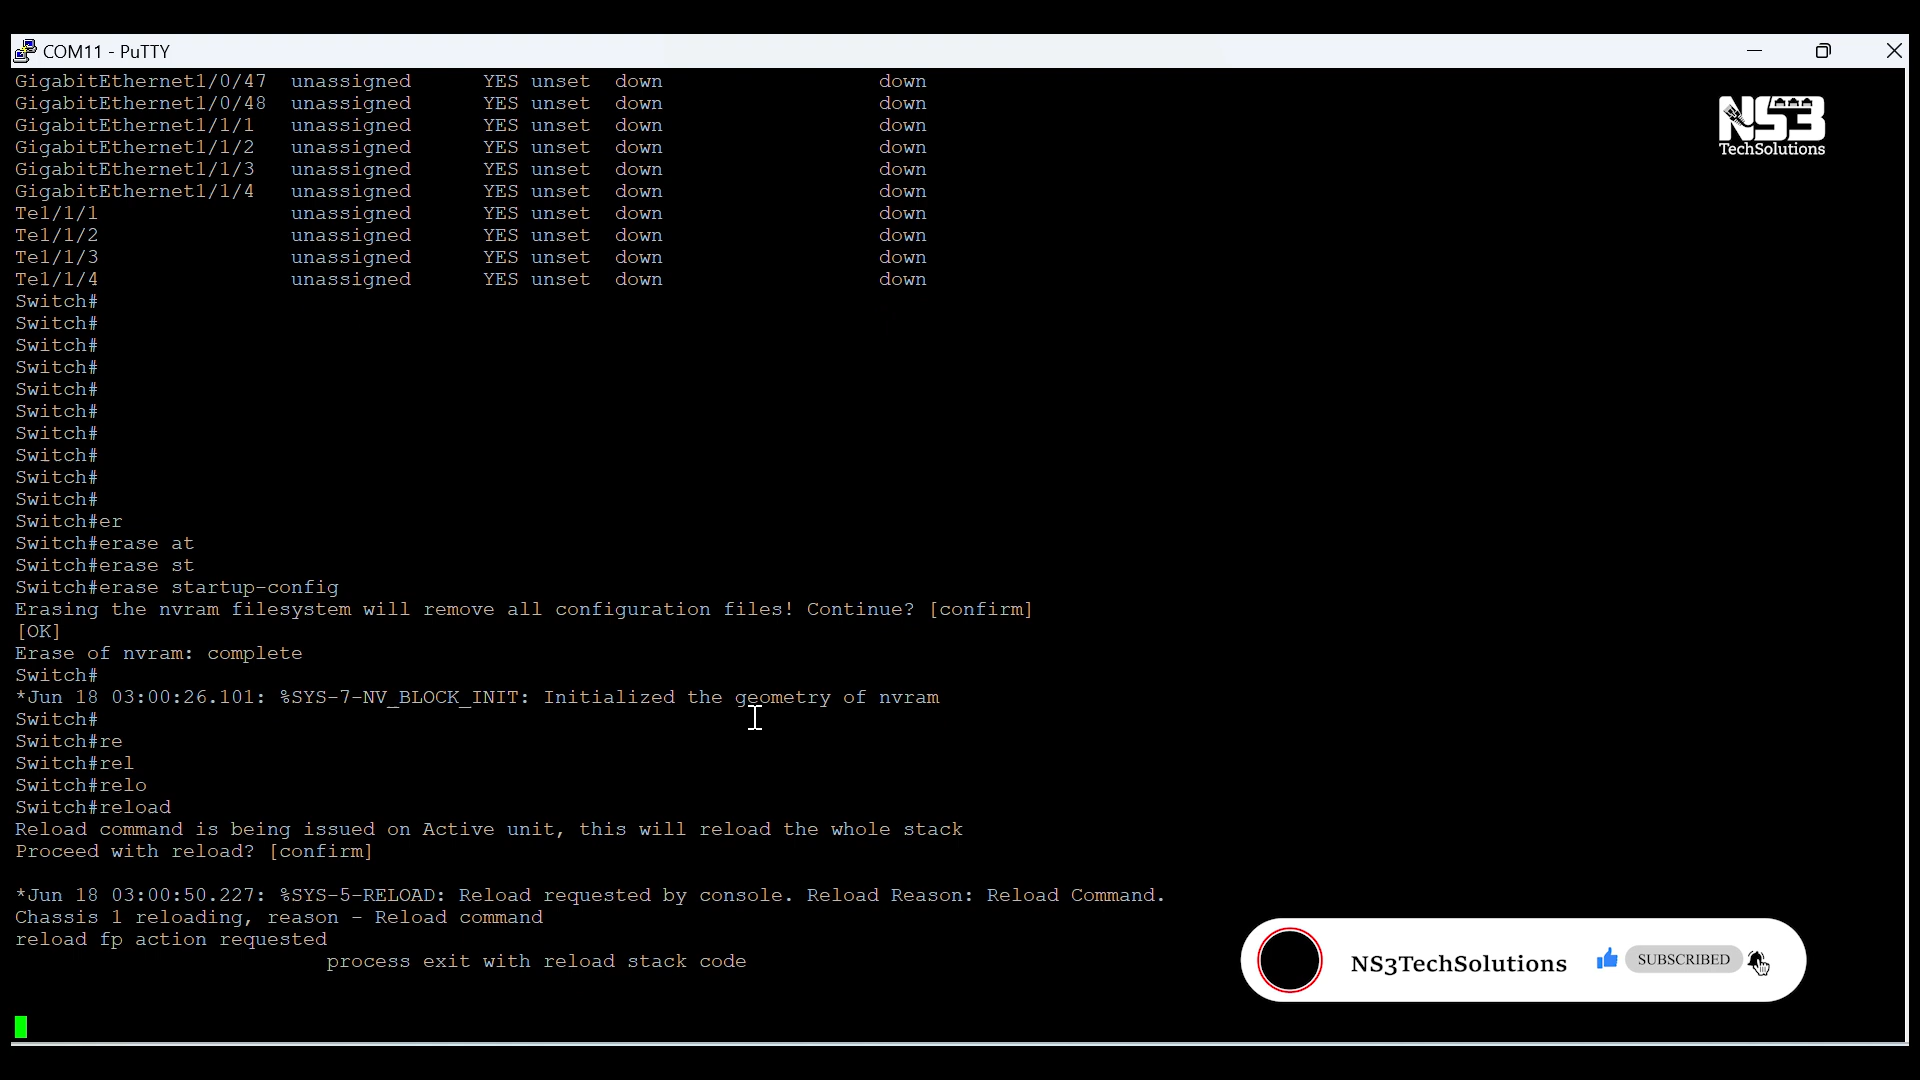 COM11 - PuTTY
GigabitEthernet1/0/47 unassigned YES unset down down
GigabitEthernet1/0/48 unassigned YES unset down down
GigabitEthernet1/1/1 unassigned YES unset down down
GigabitEthernet1/1/2 unassigned YES unset down down
GigabitEthernet1/1/3 unassigned YES unset down down
GigabitEthernet1/1/4 unassigned YES unset down down
Te1/1/1 unassigned YES unset down down
Te1/1/2 unassigned YES unset down down
Te1/1/3 unassigned YES unset down down
Te1/1/4 unassigned YES unset down down
Switch#
Switch#
Switch#
Switch#
Switch#
Switch#
Switch#
Switch#
Switch#
Switch#
Switch#er
Switch#erase at
Switch#erase st
Switch#erase startup-config
Erasing the nvram filesystem will remove all configuration files! Continue? [confirm]
[OK]
Erase of nvram: complete
Switch#
*Jun 18 03:00:26.101: %SYS-7-NV_BLOCK_INIT: Initialized the geometry of nvram
Switch#
Switch#re
Switch#rel
Switch#relo
Switch#reload
Reload command is being issued on Active unit, this will reload the whole stack
Proceed with reload? [confirm]
*Jun 18 03:00:50.227: %SYS-5-RELOAD: Reload requested by console. Reload Reason: Reload Command.
Chassis 1 reloading, reason - Reload command
reload fp action requested
process exit with reload stack code
NS3
TechSolutions
NS3TechSolutions
SUBSCRIBED